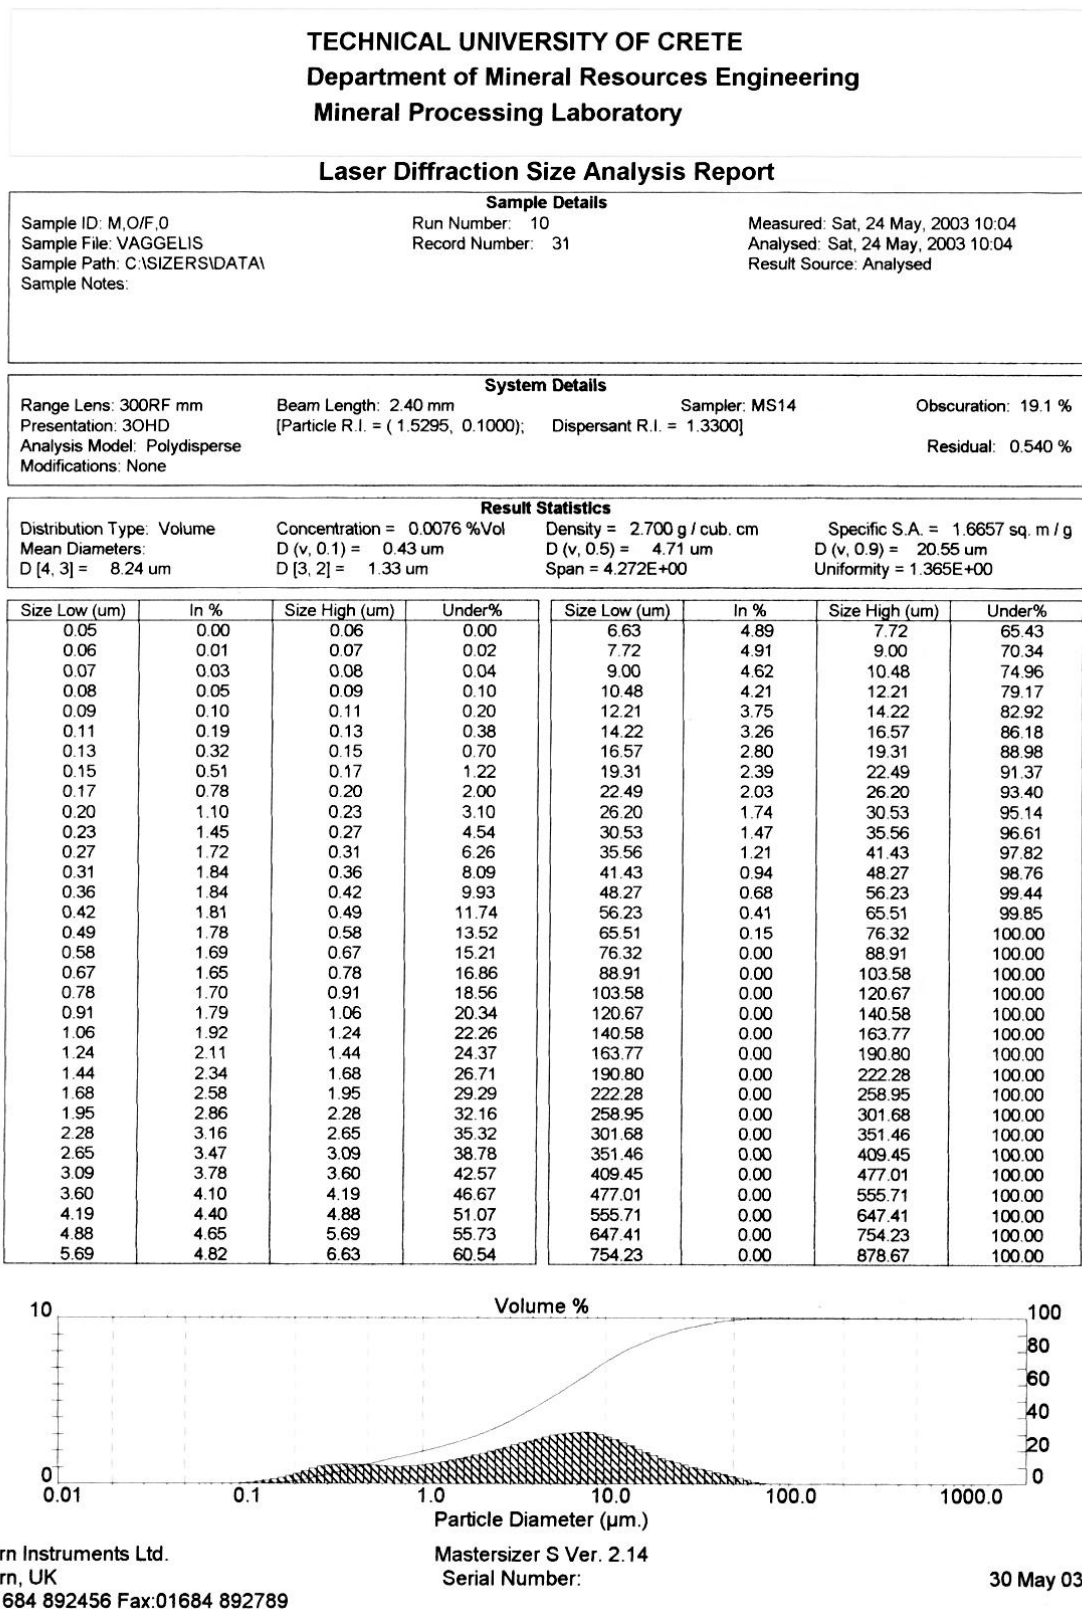 TECHNICAL UNIVERSITY OF CRETE
Department of Mineral Resources Engineering
Mineral Processing Laboratory
Laser Diffraction Size Analysis Report
Sample Details
Sample ID: M,O/F,0 Run Number: 10 Measured: Sat, 24 May, 2003 10:04
Sample File: VAGGELIS Record Number: 31 Analysed: Sat, 24 May, 2003 10:04
Sample Path: C:\SIZERS\DATA\ Result Source: Analysed
Sample Notes:
System Details
Range Lens: 300RF mm Beam Length: 2.40 mm Sampler: MS14 Obscuration: 19.1 %
Presentation: 3OHD [Particle R.I. = ( 1.5295, 0.1000); Dispersant R.I. = 1.3300]
Analysis Model: Polydisperse Residual: 0.540 %
Modifications: None
Result Statistics
Distribution Type: Volume Concentration = 0.0076 %Vol Density = 2.700 g / cub. cm Specific S.A. = 1.6657 sq. m / g
Mean Diameters: D (v, 0.1) = 0.43 um D (v, 0.5) = 4.71 um D (v, 0.9) = 20.55 um
D [4, 3] = 8.24 um D [3, 2] = 1.33 um Span = 4.272E+00 Uniformity = 1.365E+00
Size Low (um) In % Size High (um) Under% Size Low (um) In % Size High (um) Under%
0.05 0.00 0.06 0.00 6.63 4.89 7.72 65.43
0.06 0.01 0.07 0.02 7.72 4.91 9.00 70.34
0.07 0.03 0.08 0.04 9.00 4.62 10.48 74.96
0.08 0.05 0.09 0.10 10.48 4.21 12.21 79.17
0.09 0.10 0.11 0.20 12.21 3.75 14.22 82.92
0.11 0.19 0.13 0.38 14.22 3.26 16.57 86.18
0.13 0.32 0.15 0.70 16.57 2.80 19.31 88.98
0.15 0.51 0.17 1.22 19.31 2.39 22.49 91.37
0.17 0.78 0.20 2.00 22.49 2.03 26.20 93.40
0.20 1.10 0.23 3.10 26.20 1.74 30.53 95.14
0.23 1.45 0.27 4.54 30.53 1.47 35.56 96.61
0.27 1.72 0.31 6.26 35.56 1.21 41.43 97.82
0.31 1.84 0.36 8.09 41.43 0.94 48.27 98.76
0.36 1.84 0.42 9.93 48.27 0.68 56.23 99.44
0.42 1.81 0.49 11.74 56.23 0.41 65.51 99.85
0.49 1.78 0.58 13.52 65.51 0.15 76.32 100.00
0.58 1.69 0.67 15.21 76.32 0.00 88.91 100.00
0.67 1.65 0.78 16.86 88.91 0.00 103.58 100.00
0.78 1.70 0.91 18.56 103.58 0.00 120.67 100.00
0.91 1.79 1.06 20.34 120.67 0.00 140.58 100.00
1.06 1.92 1.24 22.26 140.58 0.00 163.77 100.00
1.24 2.11 1.44 24.37 163.77 0.00 190.80 100.00
1.44 2.34 1.68 26.71 190.80 0.00 222.28 100.00
1.68 2.58 1.95 29.29 222.28 0.00 258.95 100.00
1.95 2.86 2.28 32.16 258.95 0.00 301.68 100.00
2.28 3.16 2.65 35.32 301.68 0.00 351.46 100.00
2.65 3.47 3.09 38.78 351.46 0.00 409.45 100.00
3.09 3.78 3.60 42.57 409.45 0.00 477.01 100.00
3.60 4.10 4.19 46.67 477.01 0.00 555.71 100.00
4.19 4.40 4.88 51.07 555.71 0.00 647.41 100.00
4.88 4.65 5.69 55.73 647.41 0.00 754.23 100.00
5.69 4.82 6.63 60.54 754.23 0.00 878.67 100.00
10 Volume % 100
80
60
40
20
0 0
0.01 0.1 1.0 10.0 100.0 1000.0
Particle Diameter (µm.)
rn Instruments Ltd. Mastersizer S Ver. 2.14
rn, UK Serial Number: 30 May 03
684 892456 Fax:01684 892789